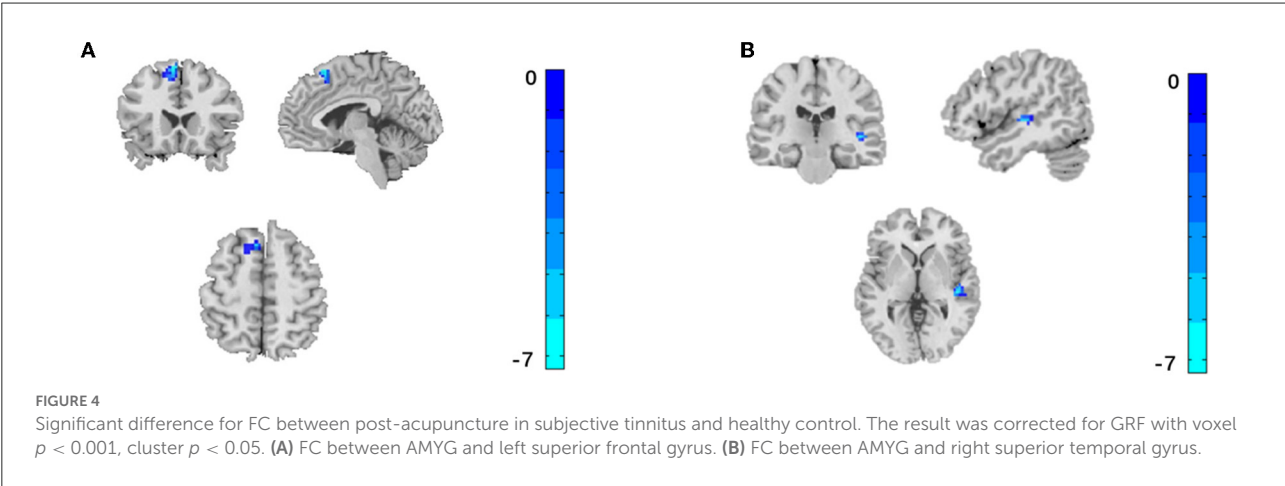 A
B
0
-7
0
-7
FIGURE 4
Significant difference for FC between post-acupuncture in subjective tinnitus and healthy control. The result was corrected for GRF with voxel
p < 0.001, cluster p < 0.05. (A) FC between AMYG and left superior frontal gyrus. (B) FC between AMYG and right superior temporal gyrus.